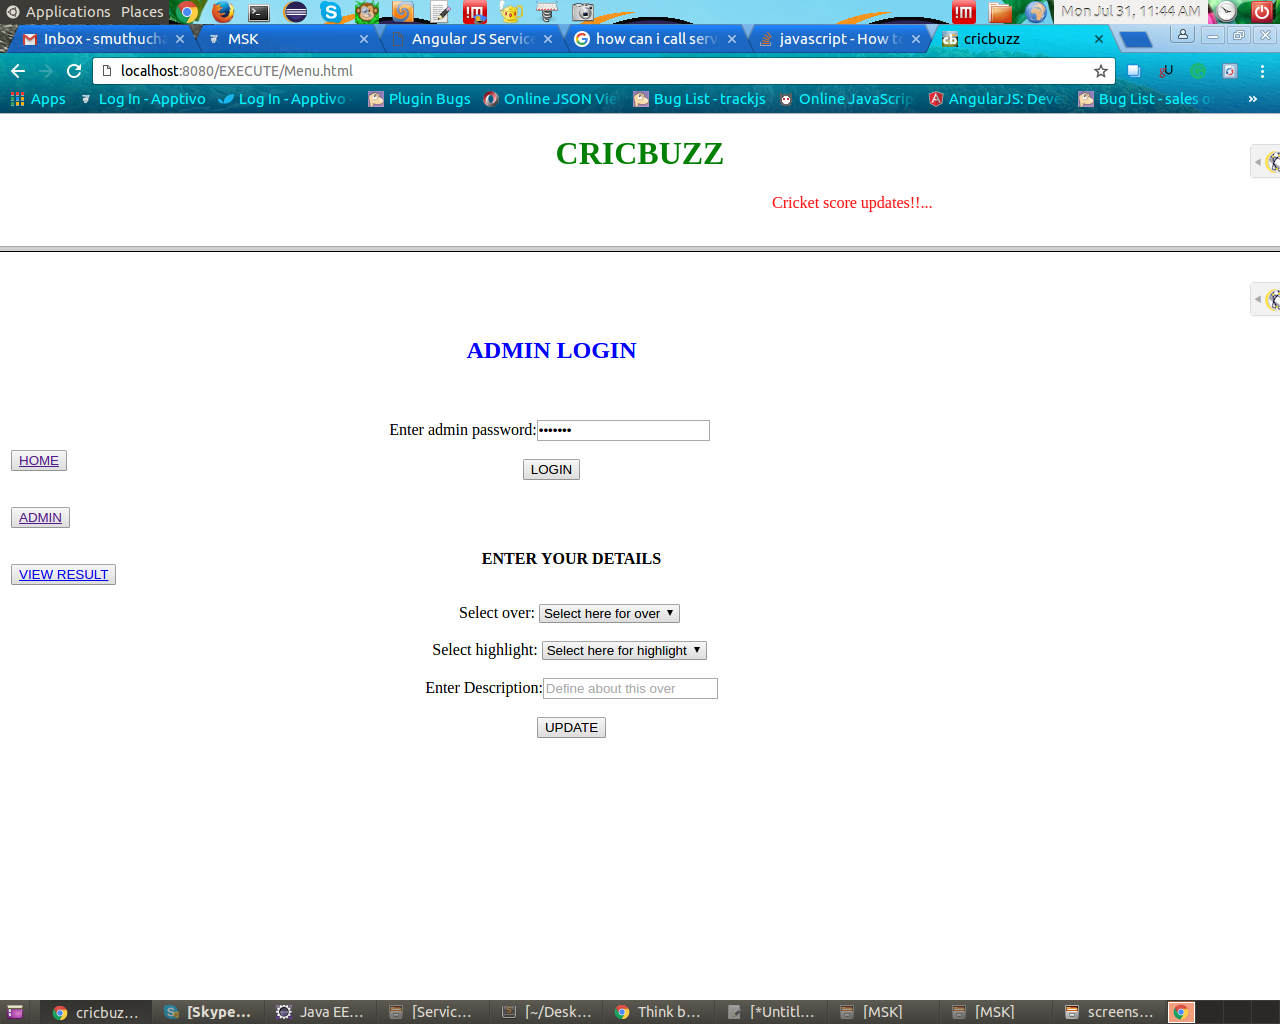 Applications Places Mon Jul 31, 11:44 AM
Inbox - smuthucha MSK Angular JS Service how can i call serv javascript - How to cricbuzz
localhost:8080/EXECUTE/Menu.html
Apps Log In - Apptivo Log In - Apptivo - Plugin Bugs Online JSON Vie Bug List - trackjs Online JavaScrip AngularJS: Deve Bug List - sales or »
CRICBUZZ
Cricket score updates!!...
ADMIN LOGIN
Enter admin password:•••••••
HOME
LOGIN
ADMIN
ENTER YOUR DETAILS
VIEW RESULT
Select over: Select here for over
Select highlight: Select here for highlight
Enter Description: Define about this over
UPDATE
cricbuz... [Skype... Java EE... [Servic... [~/Desk... Think b... [*Untitl... [MSK] [MSK] screens...